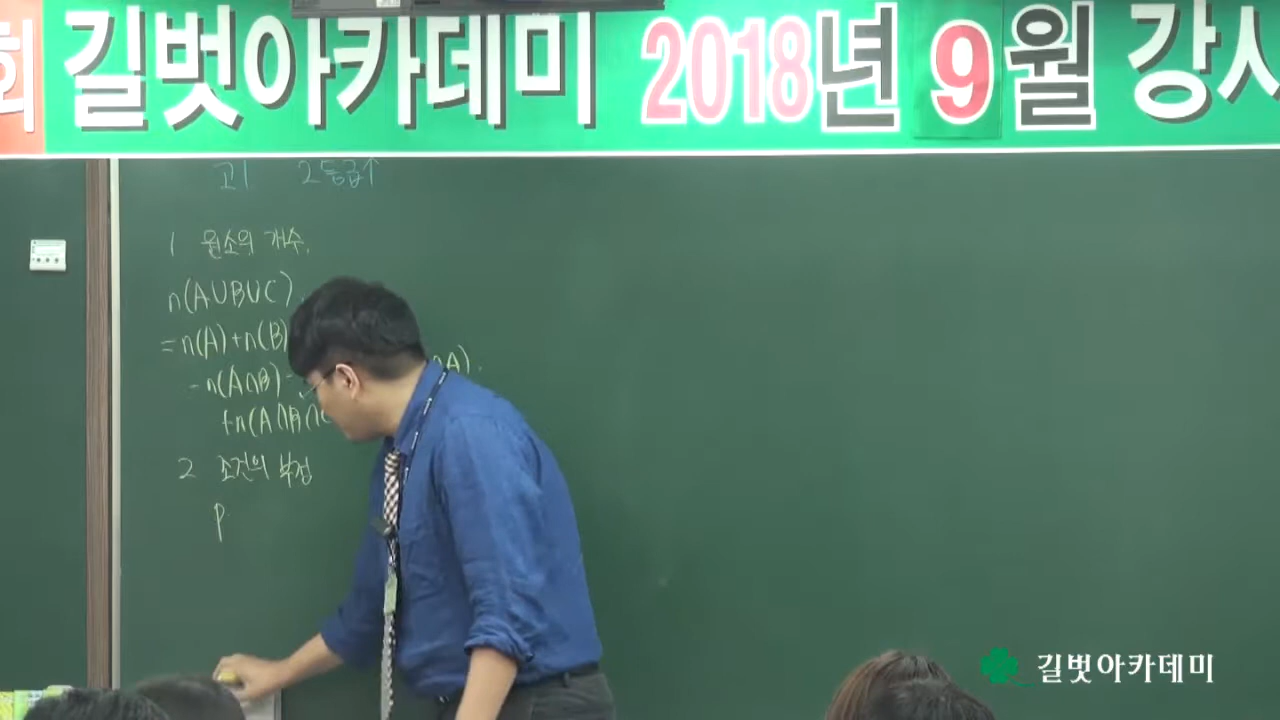 회 길벗아카데미 2018년 9월 강사
고1 2등급↑
1 원소의 개수.
n(A∪B∪C).
=n(A)+n(B)
-n(A∩B)-
∩A).
+n(A∩B∩C
2 조건의 부정
p
길벗아카데미